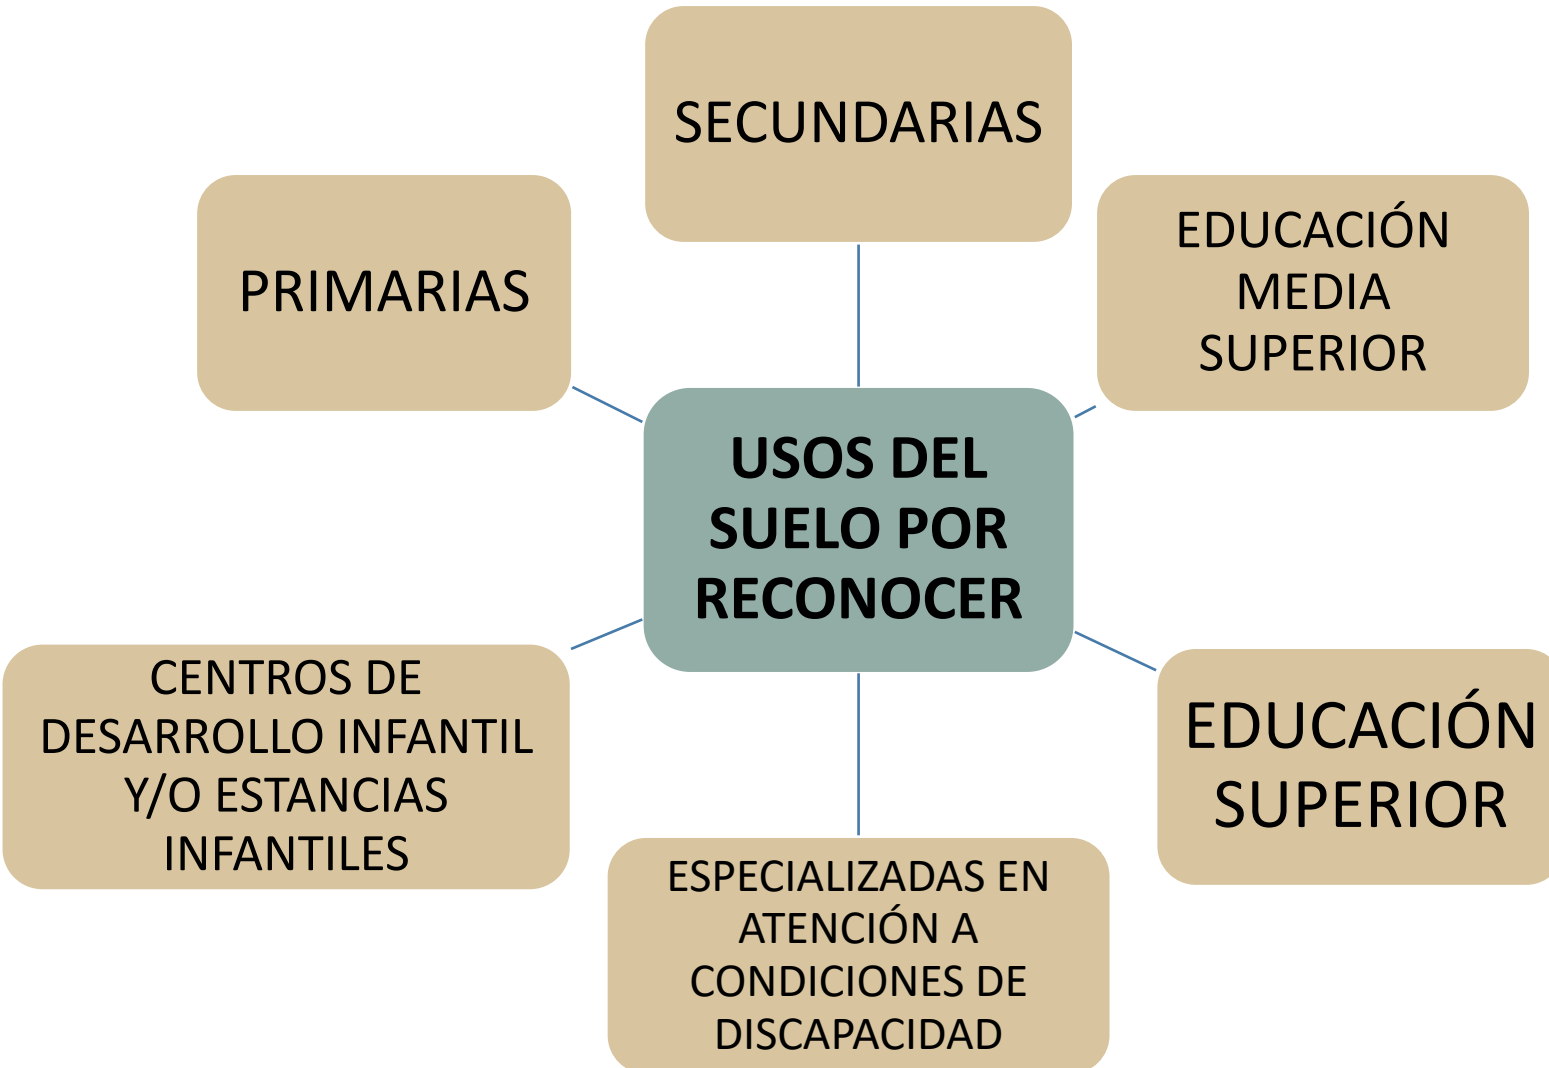 SECUNDARIAS
PRIMARIAS
EDUCACIÓN
MEDIA
SUPERIOR
USOS DEL
SUELO POR
RECONOCER
CENTROS DE
DESARROLLO INFANTIL
Y/O ESTANCIAS
INFANTILES
EDUCACIÓN
SUPERIOR
ESPECIALIZADAS EN
ATENCIÓN A
CONDICIONES DE
DISCAPACIDAD